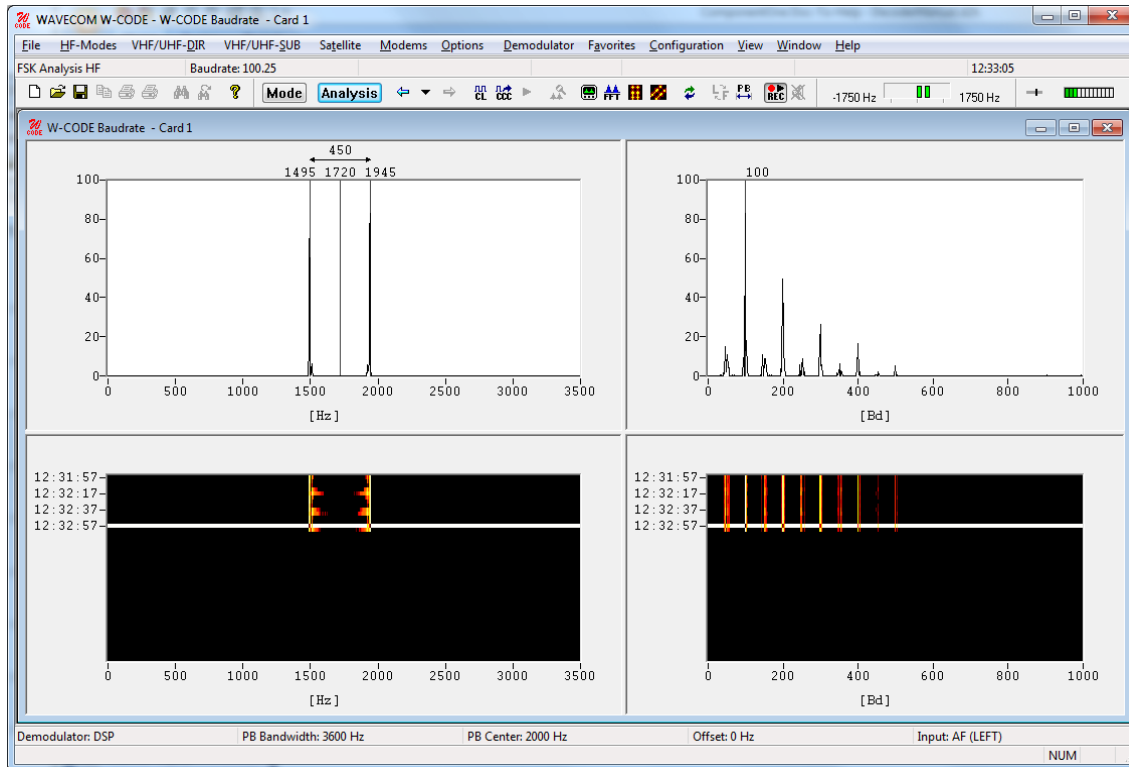 WAVECOM W-CODE - W-CODE Baudrate - Card 1
File HF-Modes VHF/UHF-DIR VHF/UHF-SUB Satellite Modems Options Demodulator Favorites Configuration View Window Help
FSK Analysis HF Baudrate: 100.25 12:33:05
Mode Analysis CL CCC FFT L F PB REC -1750 Hz 1750 Hz
W-CODE Baudrate - Card 1
450
1495 1720 1945
100
80
60
40
20
0
0 500 1000 1500 2000 2500 3000 3500
[Hz]
100
100
80
60
40
20
0
0 200 400 600 800 1000
[Bd]
12:31:57
12:32:17
12:32:37
12:32:57
0 500 1000 1500 2000 2500 3000 3500
[Hz]
12:31:57
12:32:17
12:32:37
12:32:57
0 200 400 600 800 1000
[Bd]
Demodulator: DSP PB Bandwidth: 3600 Hz PB Center: 2000 Hz Offset: 0 Hz Input: AF (LEFT)
NUM